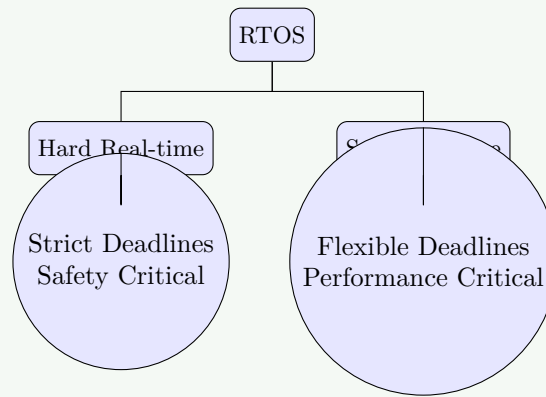 RTOS
Hard Real-time
Strict Deadlines
Safety Critical
Flexible Deadlines
Performance Critical